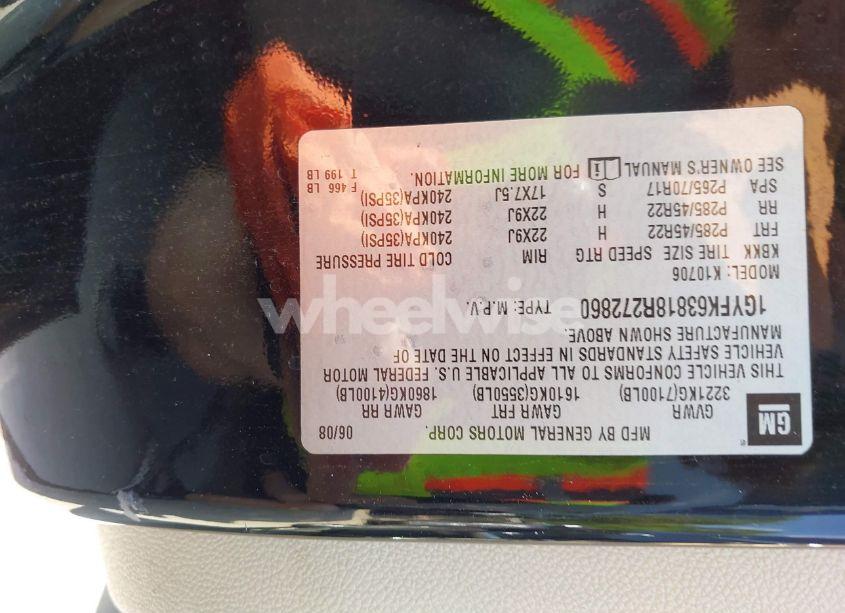 GM
MFD BY GENERAL MOTORS CORP. 06/08
GVWR GAWR FRT GAWR RR
3221KG(7100LB) 1610KG(3550LB) 1860KG(4100LB)
THIS VEHICLE CONFORMS TO ALL APPLICABLE U.S. FEDERAL MOTOR
VEHICLE SAFETY STANDARDS IN EFFECT ON THE DATE OF
MANUFACTURE SHOWN ABOVE.
1GYFK63818R272860 TYPE: M.P.V.
MODEL: K10706
KBKK TIRE SIZE SPEED RTG RIM COLD TIRE PRESSURE
FRT P285/45R22 H 22X9J 240KPA(35PSI)
RR P285/45R22 H 22X9J 240KPA(35PSI)
SPA P265/70R17 S 17X7.5J 240KPA(35PSI) F 466 LB
SEE OWNER'S MANUAL FOR MORE INFORMATION. T 199 LB
wheelwise